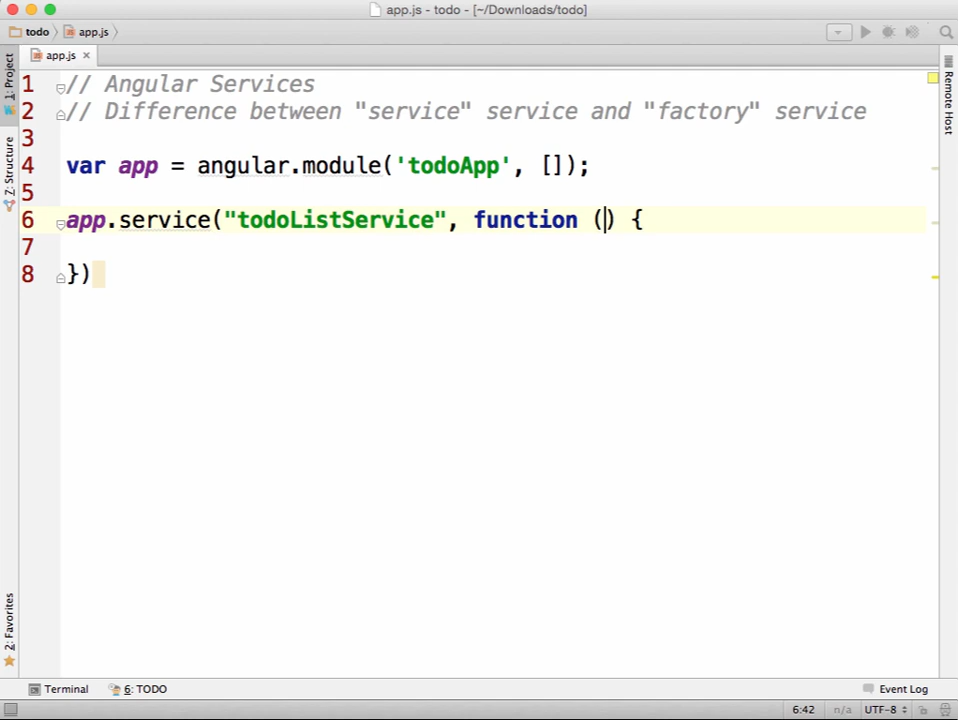 app.js - todo - [~/Downloads/todo]
todo app.js
app.js
1: Project
Z: Structure
2: Favorites
Remote Host
1 // Angular Services
2 // Difference between "service" service and "factory" service
3
4 var app = angular.module('todoApp', []);
5
6 app.service("todoListService", function () {
7
8 })
Terminal 6: TODO Event Log
6:42 n/a UTF-8